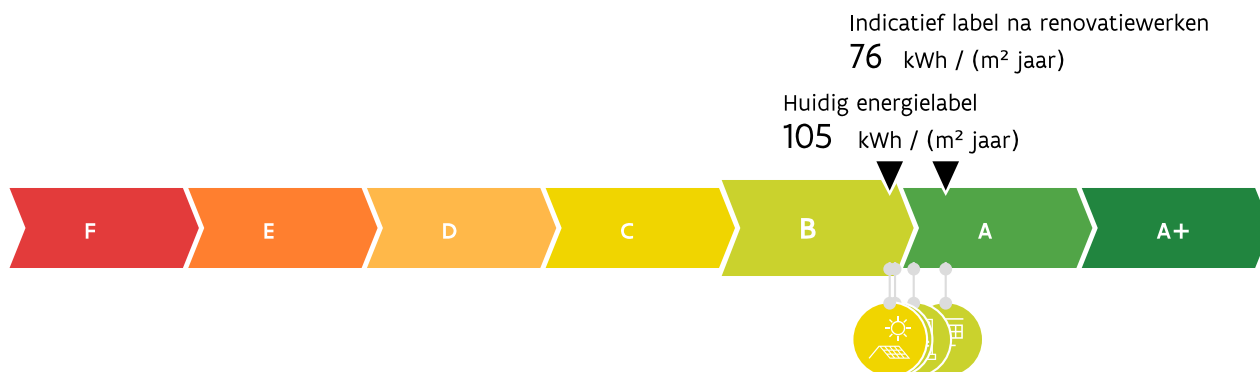 Indicatief label na renovatiewerken
76 kWh / (m² jaar)
Huidig energielabel
105 kWh / (m² jaar)
F E D C B A A+